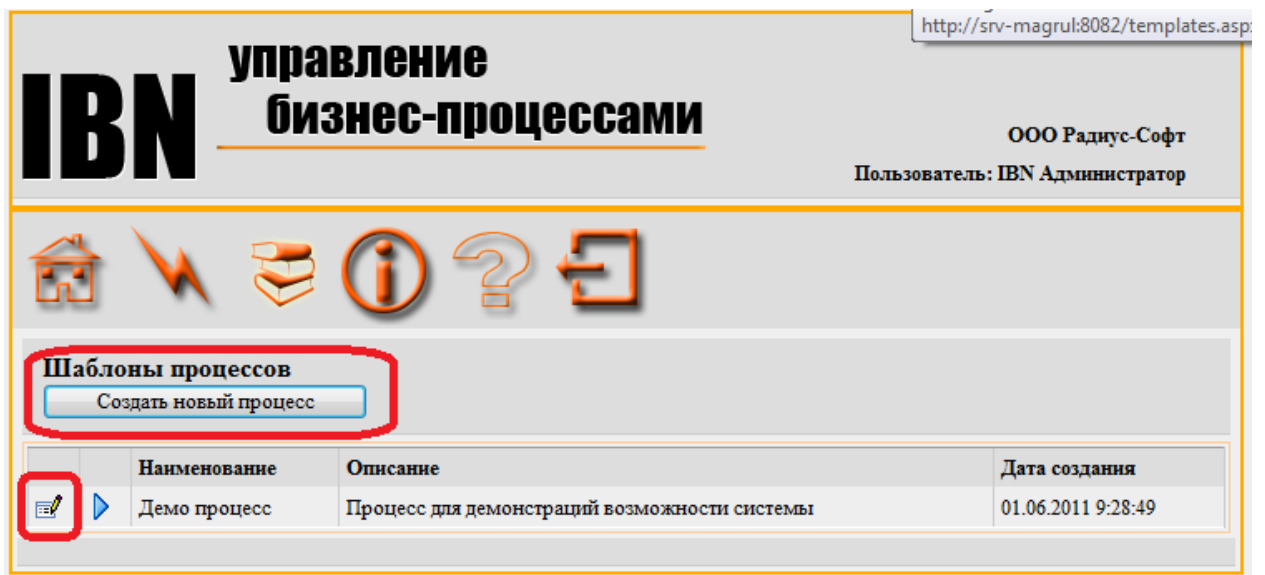 http://srv-magrul:8082/templates.asp
IBN
управление
бизнес-процессами
ООО Радиус-Софт
Пользователь: IBN Администратор
Шаблоны процессов
Создать новый процесс
Наименование Описание Дата создания
Демо процесс Процесс для демонстраций возможности системы 01.06.2011 9:28:49